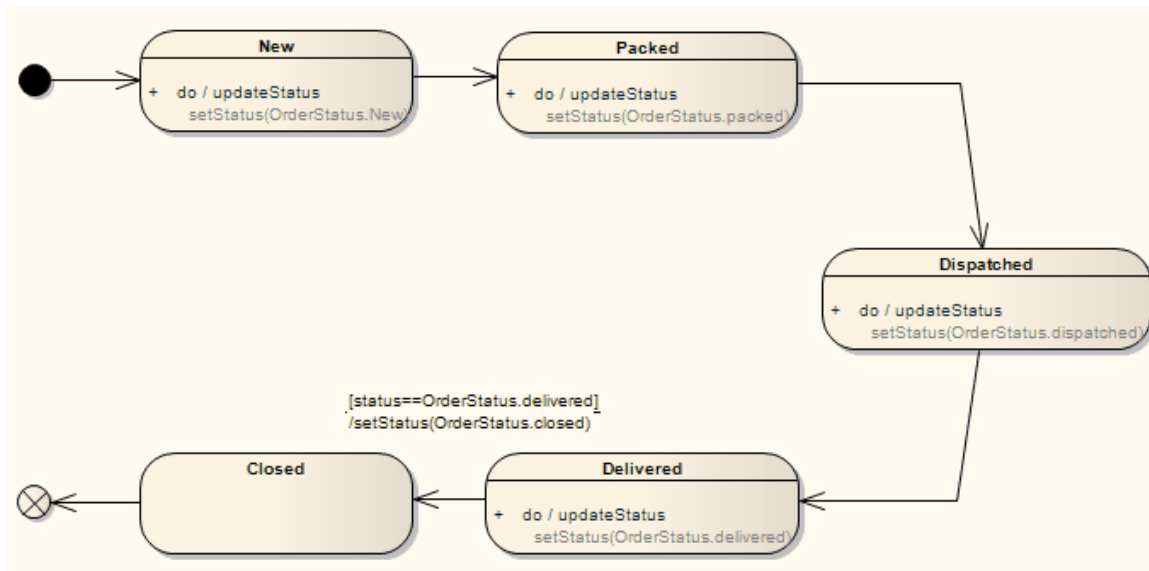 New
+ do / updateStatus
setStatus(OrderStatus.New)
Packed
+ do / updateStatus
setStatus(OrderStatus.packed)
Dispatched
+ do / updateStatus
setStatus(OrderStatus.dispatched)
[status==OrderStatus.delivered]
/setStatus(OrderStatus.closed)
Delivered
+ do / updateStatus
setStatus(OrderStatus.delivered)
Closed